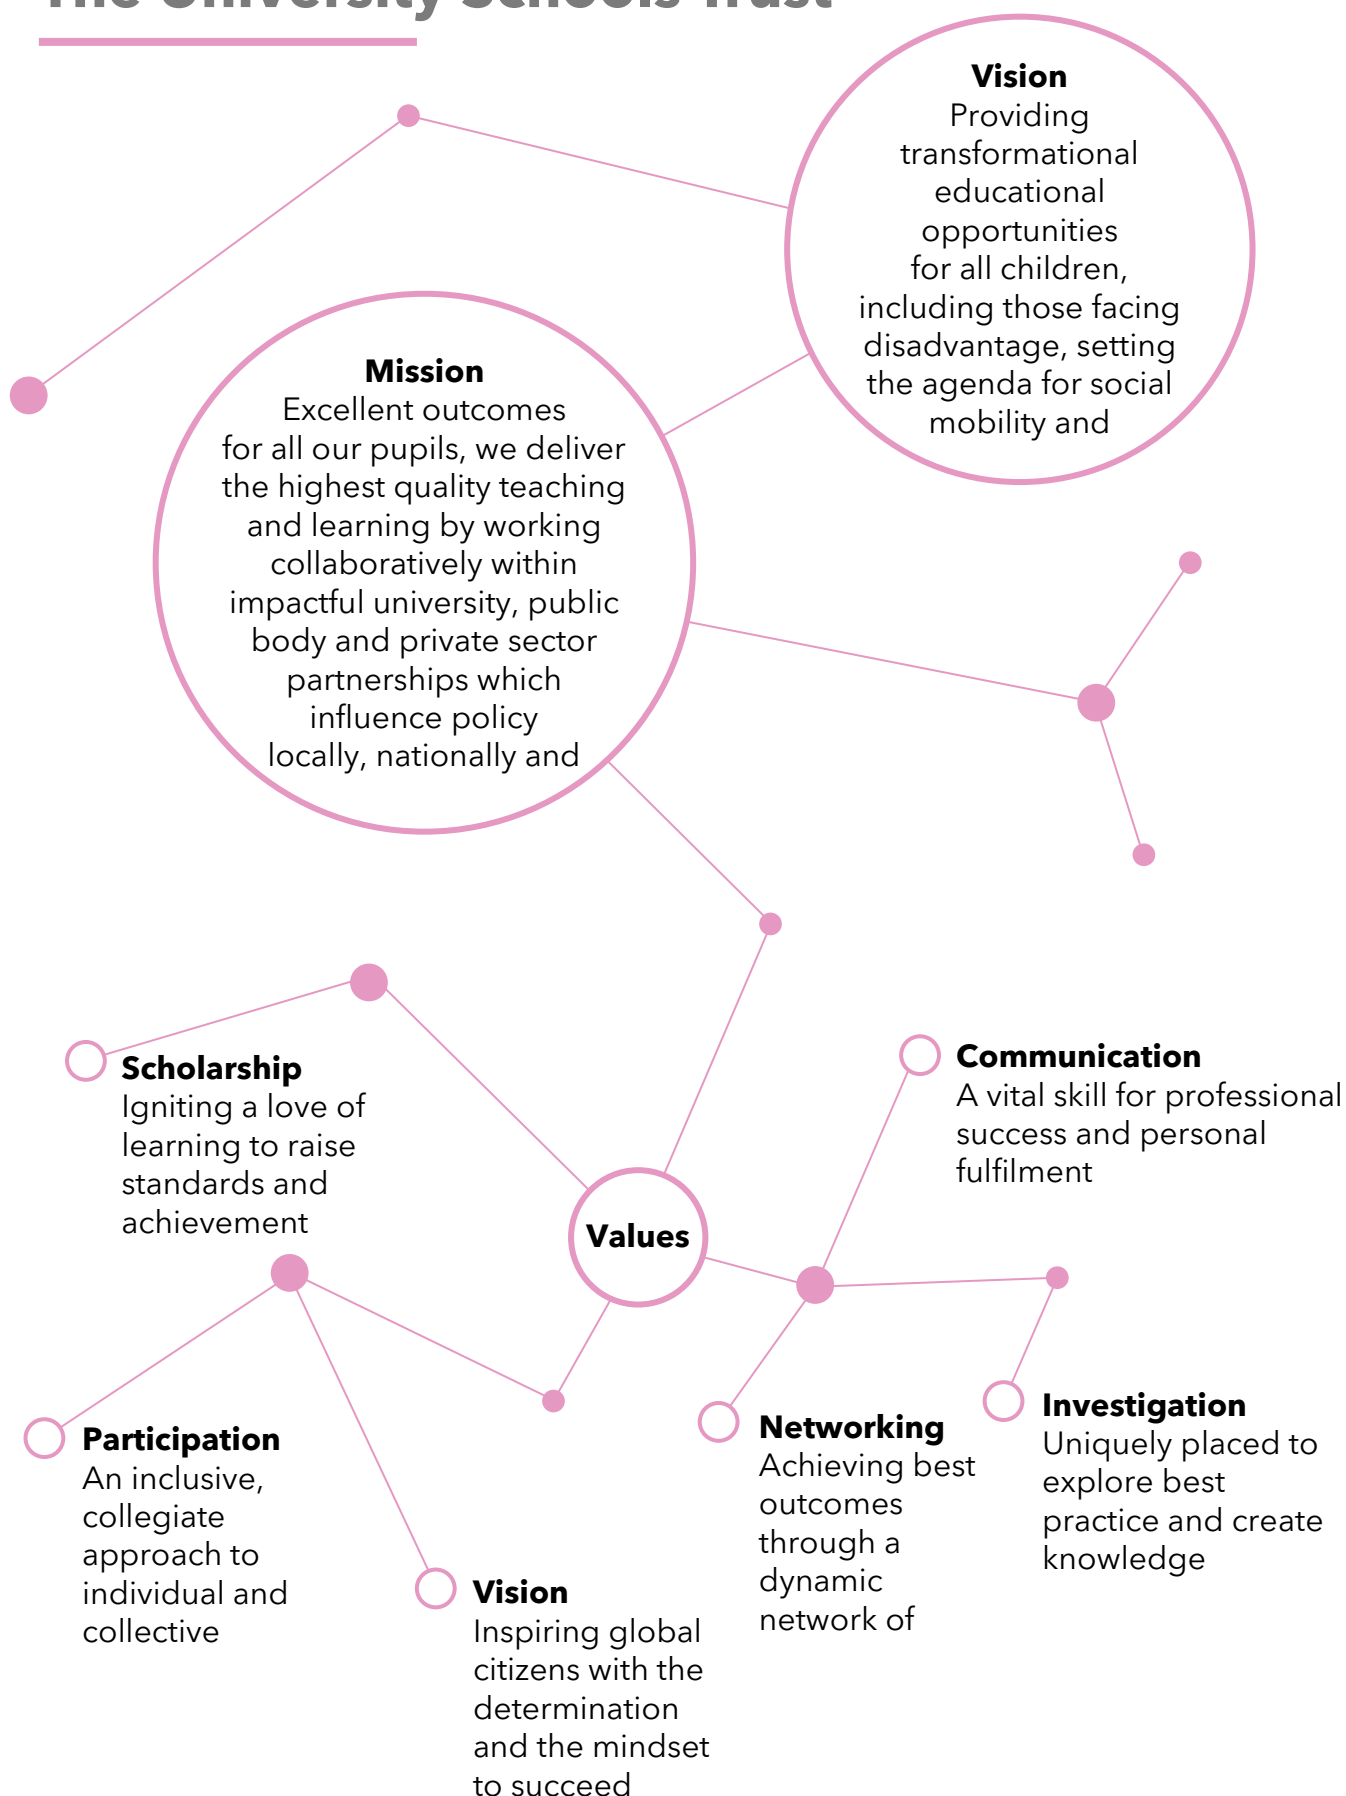 The University Schools Trust
Vision
Providing
transformational
educational
opportunities
for all children,
including those facing
disadvantage, setting
the agenda for social
mobility and
Mission
Excellent outcomes
for all our pupils, we deliver
the highest quality teaching
and learning by working
collaboratively within
impactful university, public
body and private sector
partnerships which
influence policy
locally, nationally and
Scholarship
Igniting a love of
learning to raise
standards and
achievement
Communication
A vital skill for professional
success and personal
fulfilment
Values
Participation
An inclusive,
collegiate
approach to
individual and
collective
Vision
Inspiring global
citizens with the
determination
and the mindset
to succeed
Networking
Achieving best
outcomes
through a
dynamic
network of
Investigation
Uniquely placed to
explore best
practice and create
knowledge